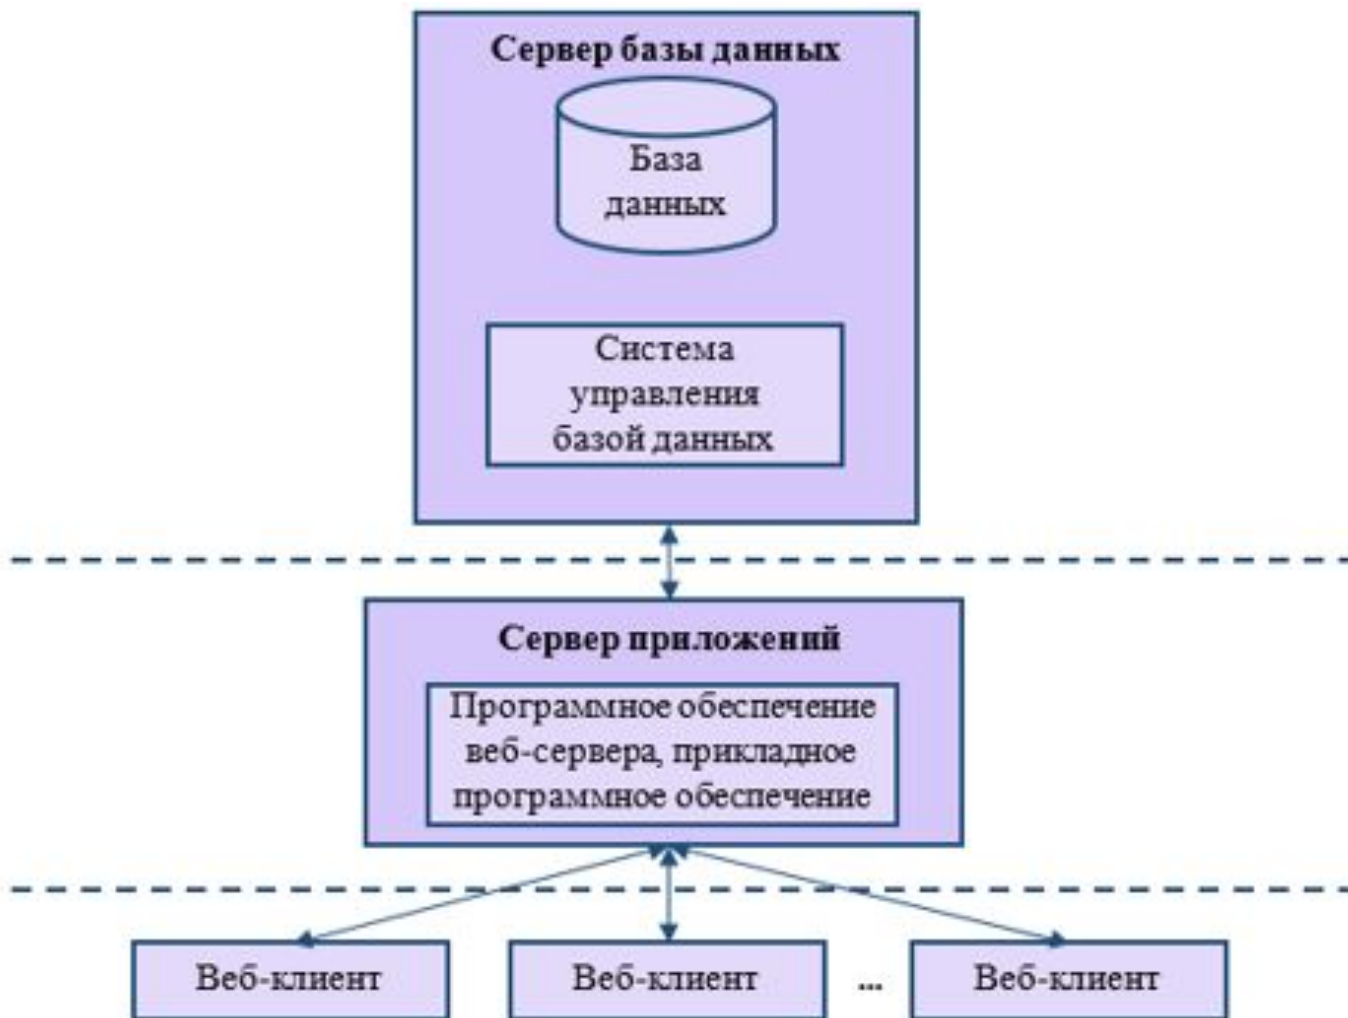 Сервер базы данных
База
данных
Система
управления
базой данных
Сервер приложений
Программное обеспечение
веб-сервера, прикладное
программное обеспечение
Веб-клиент
Веб-клиент
...
Веб-клиент